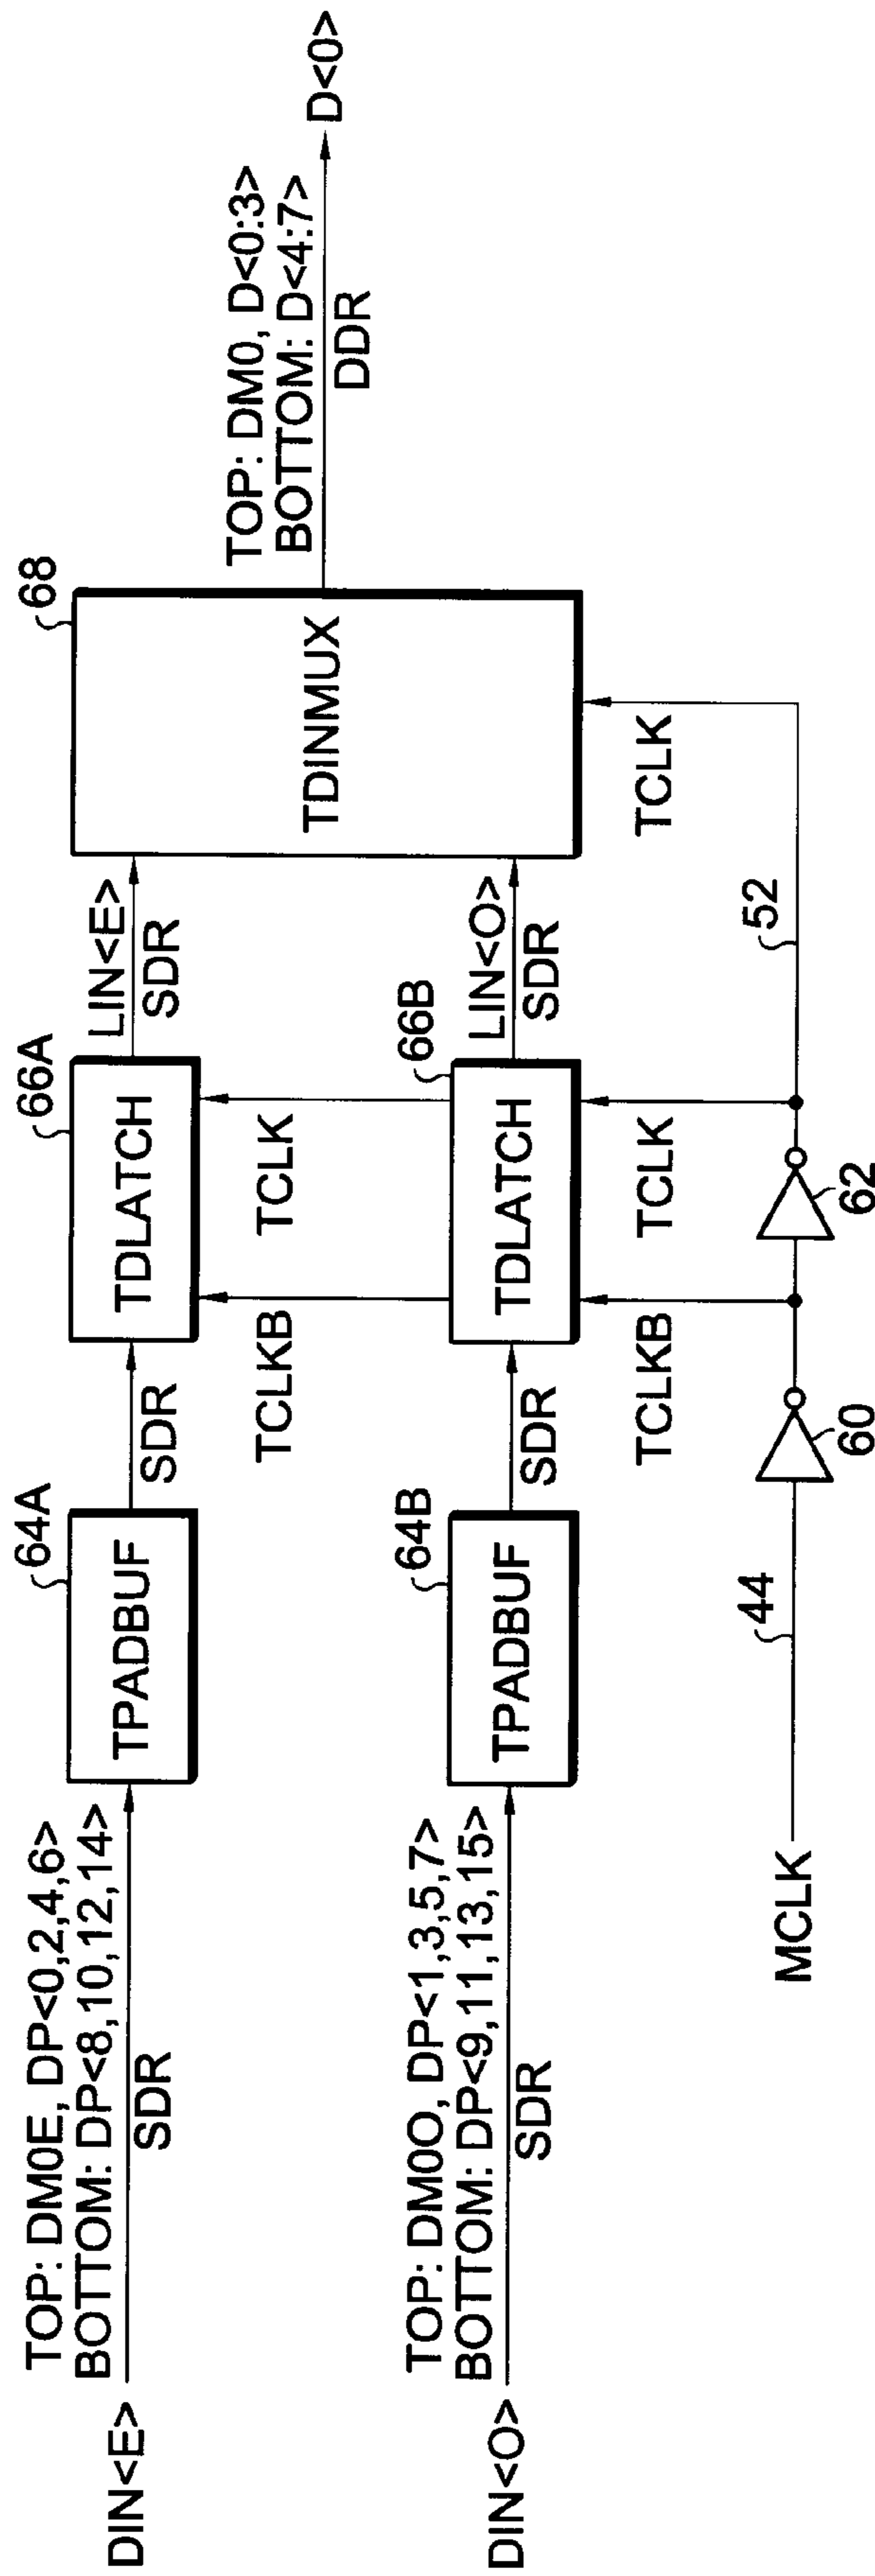 DIN<E>
TOP: DM0E, DP<0,2,4,6>
BOTTOM: DP<8,10,12,14>
SDR
64A
TPADBUF
SDR
66A
TDLATCH
LIN<E>
SDR
68
TDINMUX
TOP: DM0, D<0:3>
BOTTOM: D<4:7>
DDR
D<0>
TCLKB
TCLK
DIN<O>
TOP: DM0O, DP<1,3,5,7>
BOTTOM: DP<9,11,13,15>
SDR
64B
TPADBUF
SDR
66B
TDLATCH
LIN<O>
SDR
TCLKB
TCLK
TCLK
MCLK
44
60
62
52